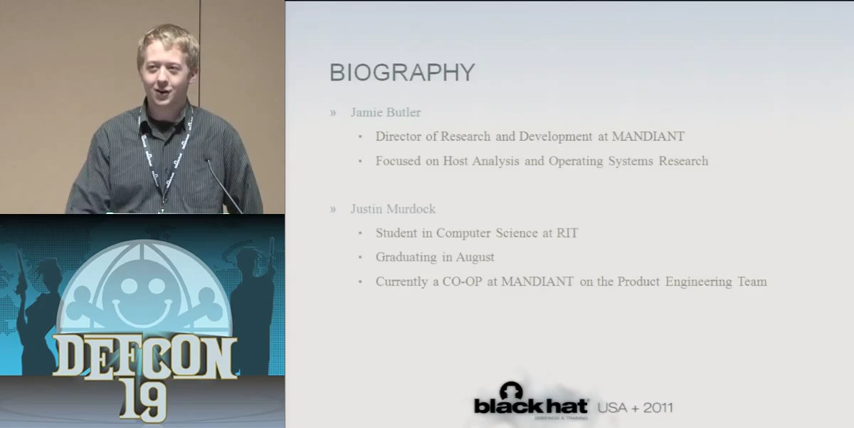 BIOGRAPHY
» Jamie Butler
• Director of Research and Development at MANDIANT
• Focused on Host Analysis and Operating Systems Research
» Justin Murdock
• Student in Computer Science at RIT
• Graduating in August
• Currently a CO-OP at MANDIANT on the Product Engineering Team
DEFCON
19
black hat USA + 2011